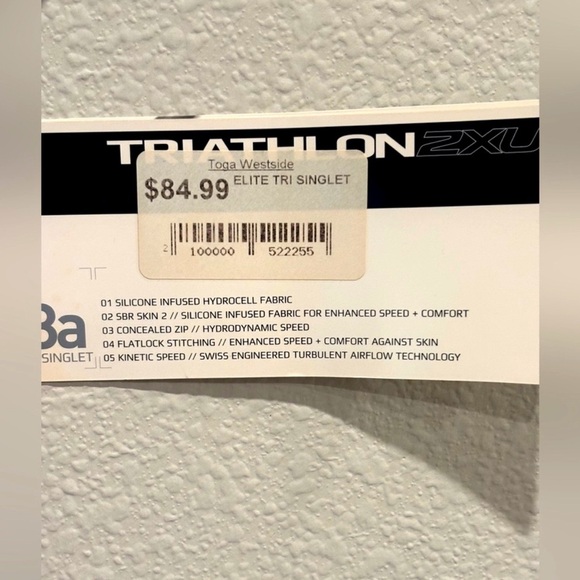 TRIATHLON 2XU
Toga Westside
$84.99 ELITE TRI SINGLET
2 100000 522255
3a
SINGLET
01 SILICONE INFUSED HYDROCELL FABRIC
02 SBR SKIN 2 // SILICONE INFUSED FABRIC FOR ENHANCED SPEED + COMFORT
03 CONCEALED ZIP // HYDRODYNAMIC SPEED
04 FLATLOCK STITCHING // ENHANCED SPEED + COMFORT AGAINST SKIN
05 KINETIC SPEED // SWISS ENGINEERED TURBULENT AIRFLOW TECHNOLOGY